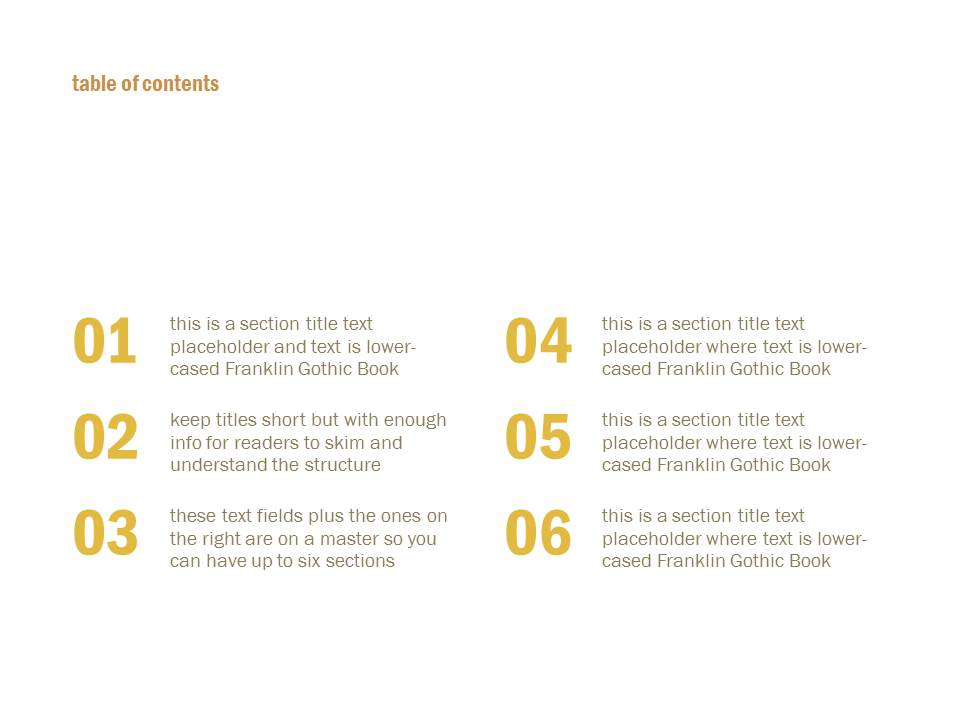 table of contents
01
this is a section title text
placeholder and text is lower-
cased Franklin Gothic Book
02
keep titles short but with enough
info for readers to skim and
understand the structure
03
these text fields plus the ones on
the right are on a master so you
can have up to six sections
04
this is a section title text
placeholder where text is lower-
cased Franklin Gothic Book
05
this is a section title text
placeholder where text is lower-
cased Franklin Gothic Book
06
this is a section title text
placeholder where text is lower-
cased Franklin Gothic Book